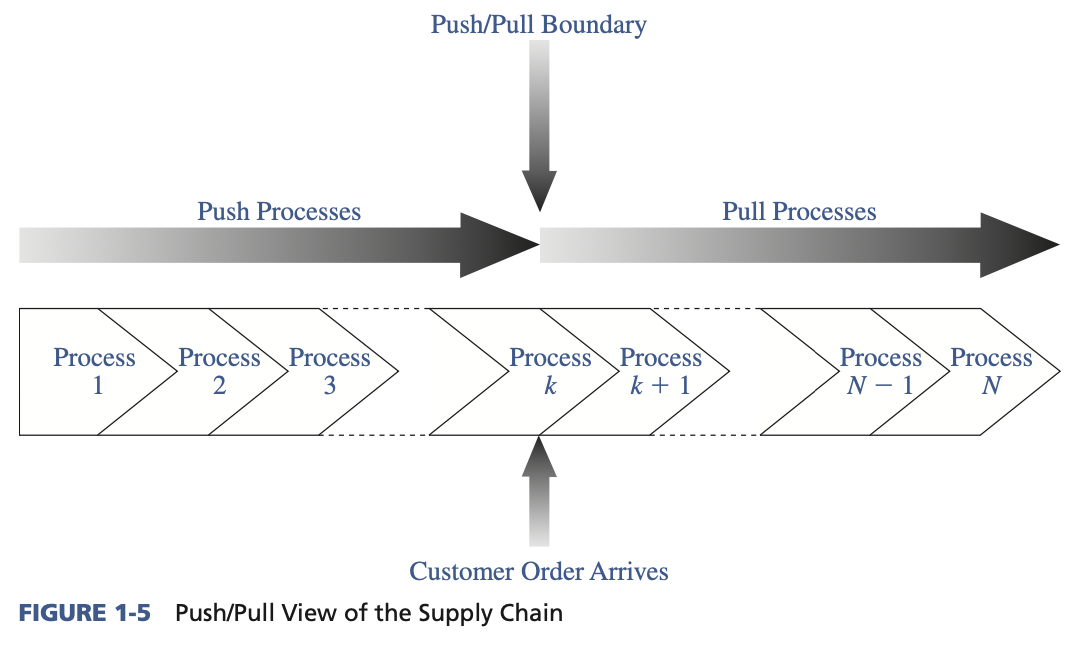 Push/Pull Boundary
Push Processes
Pull Processes
Process
1
Process
2
Process
3
Process
k
Process
k + 1
Process
N − 1
Process
N
Customer Order Arrives
FIGURE 1-5 Push/Pull View of the Supply Chain